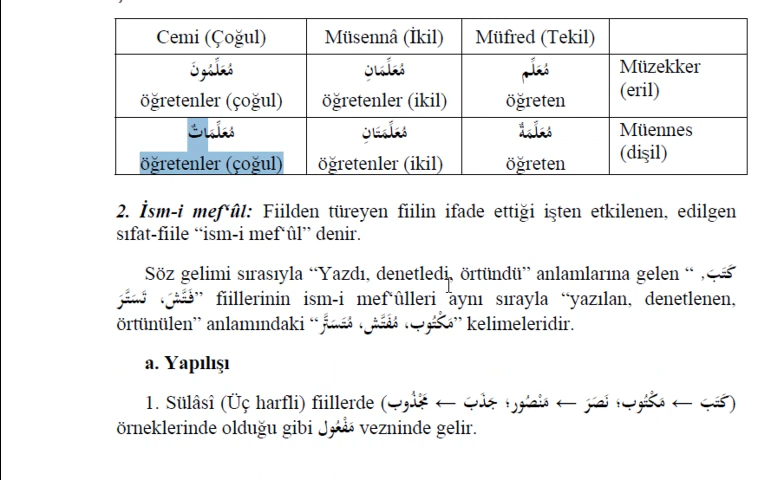 Cemi (Çoğul) Müsennâ (İkil) Müfred (Tekil)
مُعَلِّمُونَ مُعَلِّمَانِ مُعَلِّم Müzekker
öğretenler (çoğul) öğretenler (ikil) öğreten (eril)
مُعَلِّمَاتٌ مُعَلِّمَتَانِ مُعَلِّمَةٌ Müennes
öğretenler (çoğul) öğretenler (ikil) öğreten (dişil)
2. İsm-i mef‘ûl: Fiilden türeyen fiilin ifade ettiği işten etkilenen, edilgen
sıfat-fiile “ism-i mef‘ûl” denir.
Söz gelimi sırasıyla “Yazdı, denetledi, örtündü” anlamlarına gelen “ كَتَبَ,
فَتَّشَ، تَسَتَّرَ” fiillerinin ism-i mef‘ûlleri aynı sırayla “yazılan, denetlenen,
örtünülen” anlamındaki “مَكْتُوب، مُفَتَّش، مُتَسَتَّر” kelimeleridir.
a. Yapılışı
1. Sülâsî (Üç harfli) fiillerde (كَتَبَ ← مَكْتُوب؛ نَصَرَ ← مَنْصُور؛ جَذَبَ ← مَجْذُوب)
örneklerinde olduğu gibi مَفْعُول vezninde gelir.